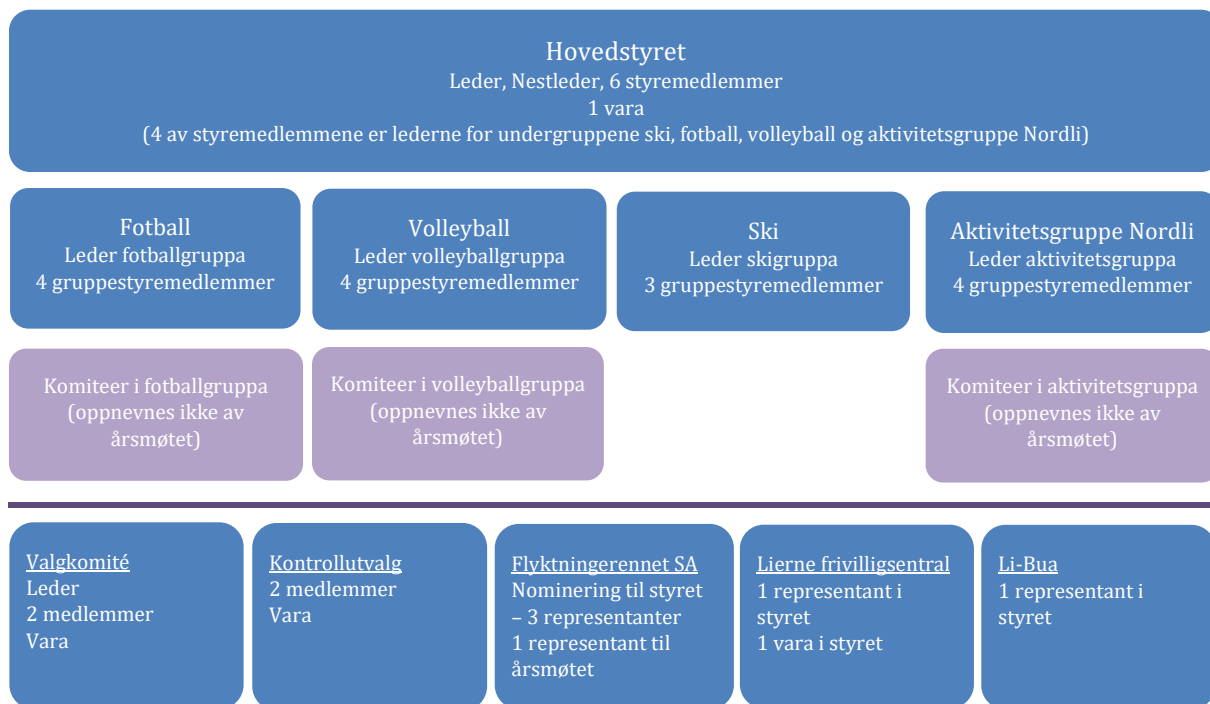 Hovedstyret
Leder, Nestleder, 6 styremedlemmer
1 vara
(4 av styremedlemmene er lederne for undergruppene ski, fotball, volleyball og aktivitetsgruppe Nordli)
Fotball
Leder fotballgruppa
4 gruppestyremedlemmer
Volleyball
Leder volleyballgruppa
4 gruppestyremedlemmer
Ski
Leder skigruppa
3 gruppestyremedlemmer
Aktivitetsgruppe Nordli
Leder aktivitetsgruppa
4 gruppestyremedlemmer
Komiteer i fotballgruppa
(oppnevnes ikke av
årsmøtet)
Komiteer i volleyballgruppa
(oppnevnes ikke av
årsmøtet)
Komiteer i aktivitetsgruppa
(oppnevnes ikke av
årsmøtet)
Valgkomité
Leder
2 medlemmer
Vara
Kontrollutvalg
2 medlemmer
Vara
Flyktningerennet SA
Nominering til styret
– 3 representanter
1 representant til
årsmøtet
Lierne frivilligsentral
1 representant i
styret
1 vara i styret
Li-Bua
1 representant i
styret